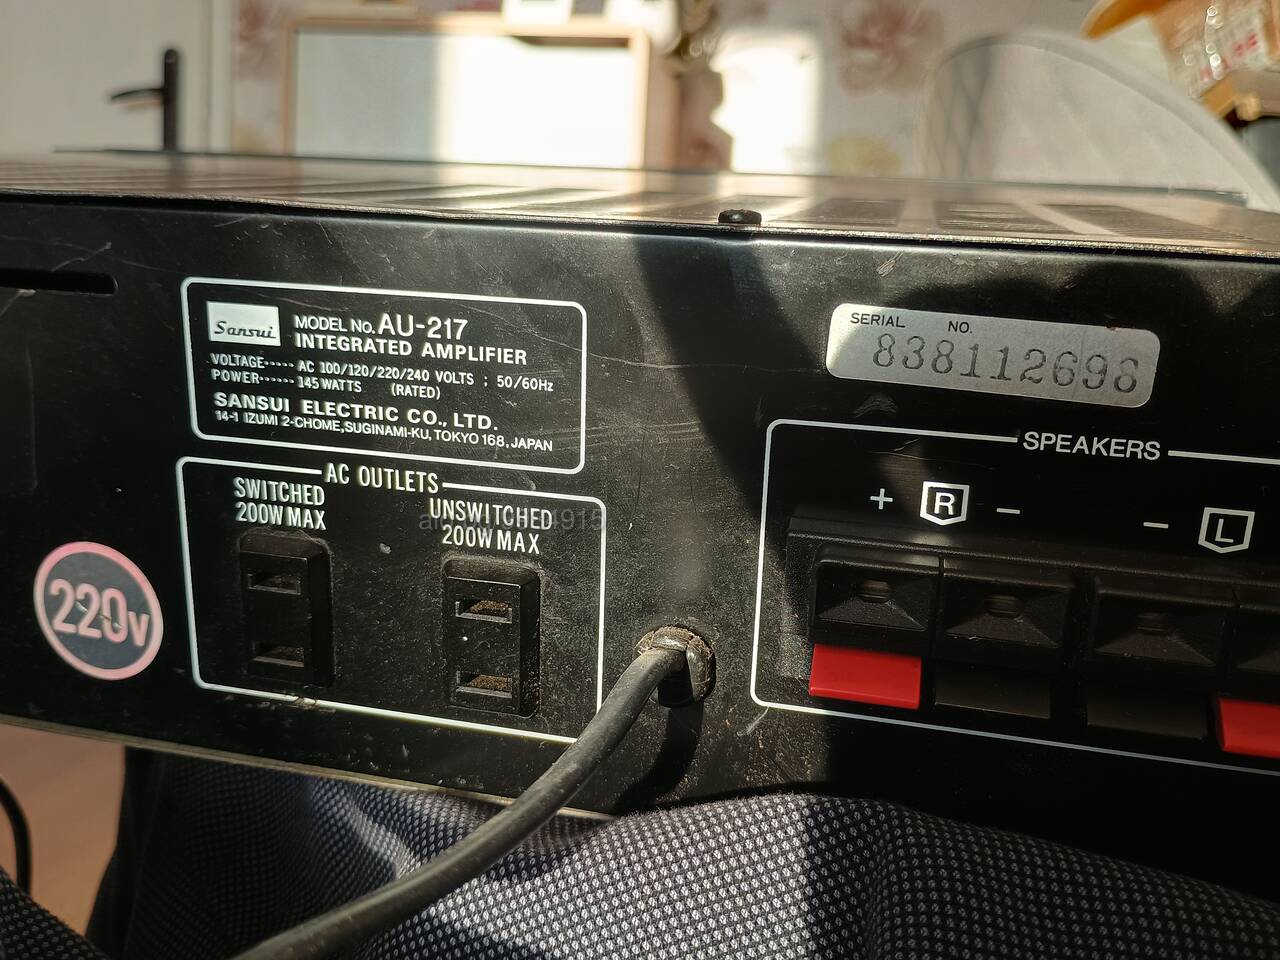 Sansui
MODEL No. AU-217
INTEGRATED AMPLIFIER
VOLTAGE····· AC 100/120/220/240 VOLTS ; 50/60Hz
POWER······ 145 WATTS (RATED)
SANSUI ELECTRIC CO., LTD.
14-1 IZUMI 2-CHOME, SUGINAMI-KU, TOKYO 168, JAPAN
SERIAL NO.
838112698
SPEAKERS
+ R − − L
AC OUTLETS
SWITCHED
200W MAX
UNSWITCHED
200W MAX
220v